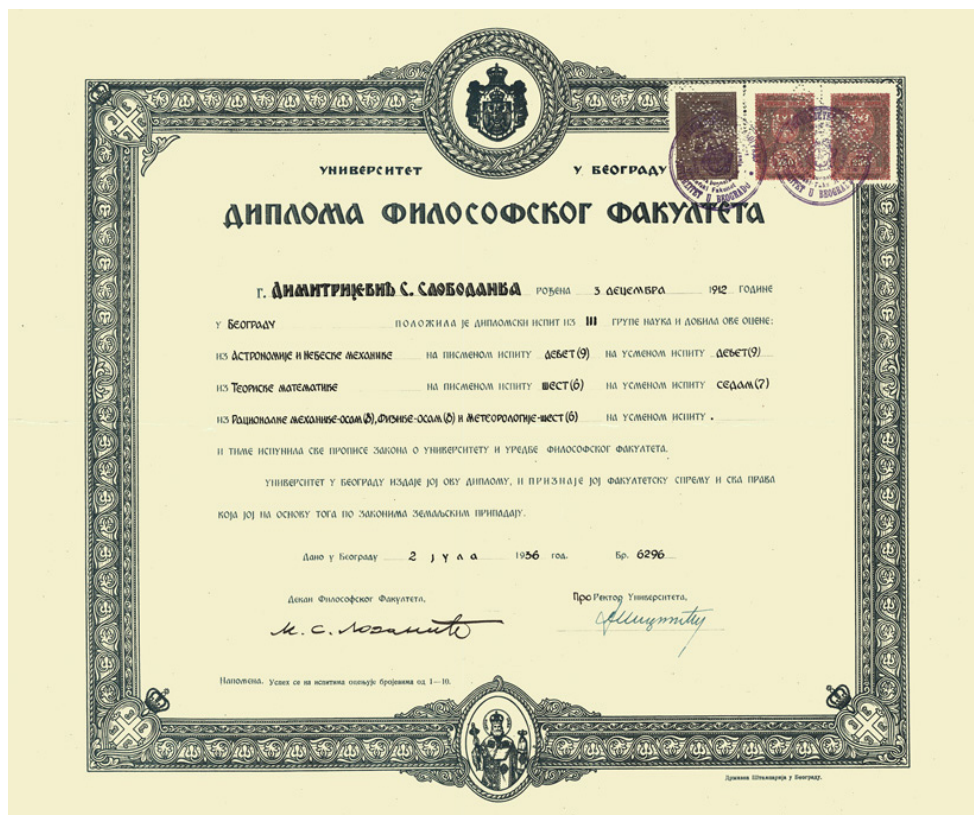 УНИВЕРСИТЕТ У БЕОГРАДУ
ДИПЛОМА ФИЛОСОФСКОГ ФАКУЛТЕТА
Г. ДИМИТРИЈЕВИЋ С. СЛОБОДАНКА РОЂЕНА 3 ДЕЦЕМБРА 1912 ГОДИНЕ
У БЕОГРАДУ ПОЛОЖИЛА ЈЕ ДИПЛОМСКИ ИСПИТ ИЗ III ГРУПЕ НАУКА И ДОБИЛА ОВЕ ОЦЕНЕ:
ИЗ АСТРОНОМИЈЕ И НЕБЕСКЕ МЕХАНИКЕ НА ПИСМЕНОМ ИСПИТУ ДЕВЕТ (9) НА УСМЕНОМ ИСПИТУ ДЕВЕТ (9)
ИЗ ТЕОРИСКЕ МАТЕМАТИКЕ НА ПИСМЕНОМ ИСПИТУ ШЕСТ (6) НА УСМЕНОМ ИСПИТУ СЕДАМ (7)
ИЗ РАЦИОНАЛНЕ МЕХАНИКЕ-ОСАМ (8), ФИЗИКЕ-ОСАМ (8) И МЕТЕОРОЛОГИЈЕ-ШЕСТ (6) НА УСМЕНОМ ИСПИТУ .
И ТИМЕ ИСПУНИЛА СВЕ ПРОПИСЕ ЗАКОНА О УНИВЕРСИТЕТУ И УРЕДБЕ ФИЛОСОФСКОГ ФАКУЛТЕТА.
УНИВЕРСИТЕТ У БЕОГРАДУ ИЗДАЈЕ ЈОЈ ОВУ ДИПЛОМУ, И ПРИЗНАЈЕ ЈОЈ ФАКУЛТЕТСКУ СПРЕМУ И СВА ПРАВА
КОЈА ЈОЈ НА ОСНОВУ ТОГА ПО ЗАКОНИМА ЗЕМАЉСКИМ ПРИПАДАЈУ.
Дано у Београду 2 ЈУЛА 1936 год. Бр. 6296
Декан Философског Факултета, Про Ректор Университета,
М. С. Лозанић
Напомена. Успех се на испитима оцењује бројевима од 1—10.
Државна Штампарија у Београду.